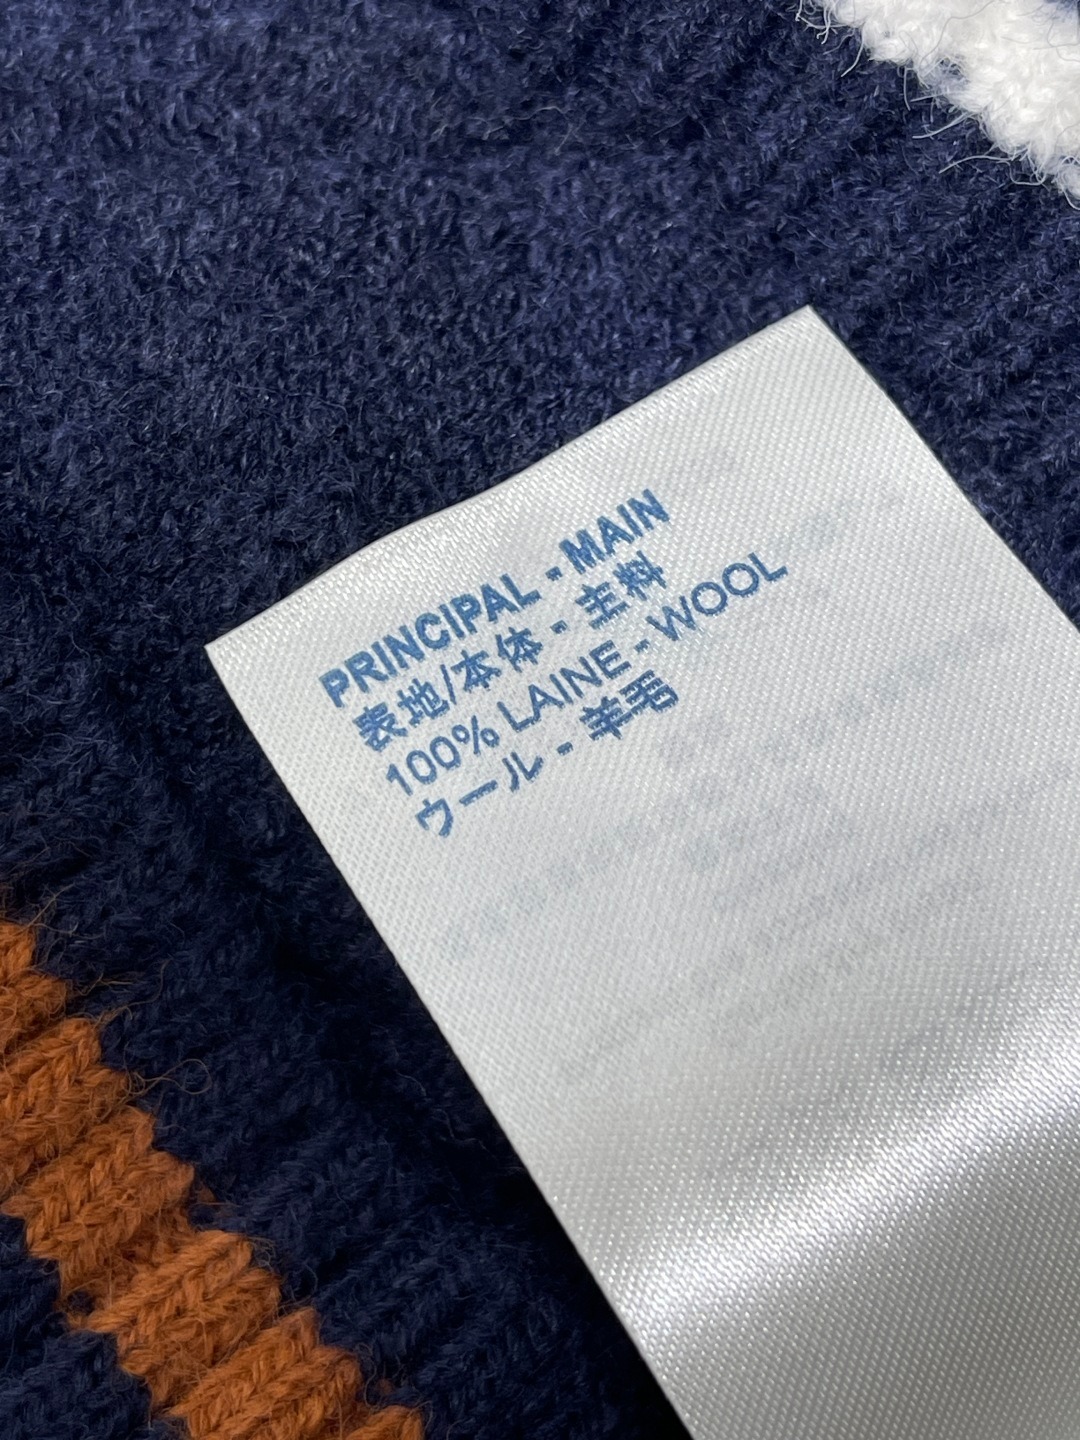 PRINCIPAL - MAIN
表地/本体 - 主料
100% LAINE - WOOL
ウール - 羊毛